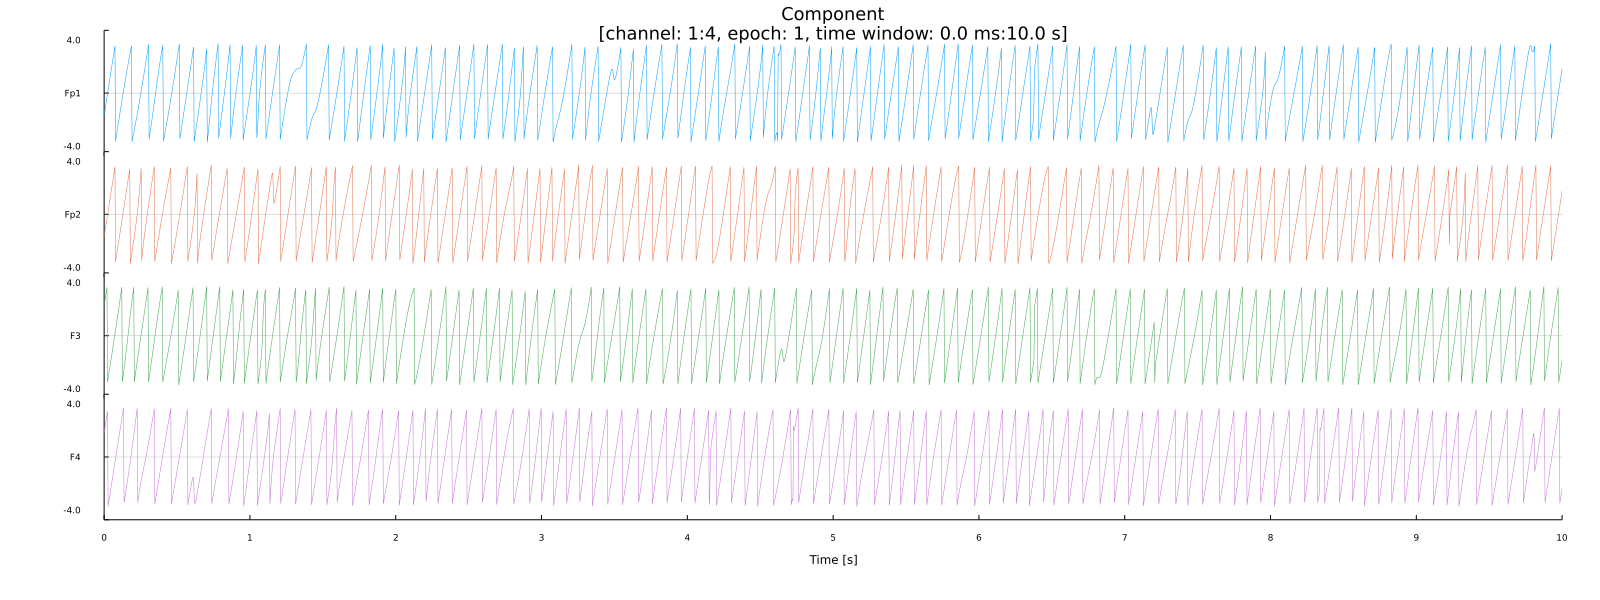 Component
[channel: 1:4, epoch: 1, time window: 0.0 ms:10.0 s]
4.0
Fp1
-4.0
4.0
Fp2
-4.0
4.0
F3
-4.0
4.0
F4
-4.0
0 1 2 3 4 5 6 7 8 9 10
Time [s]